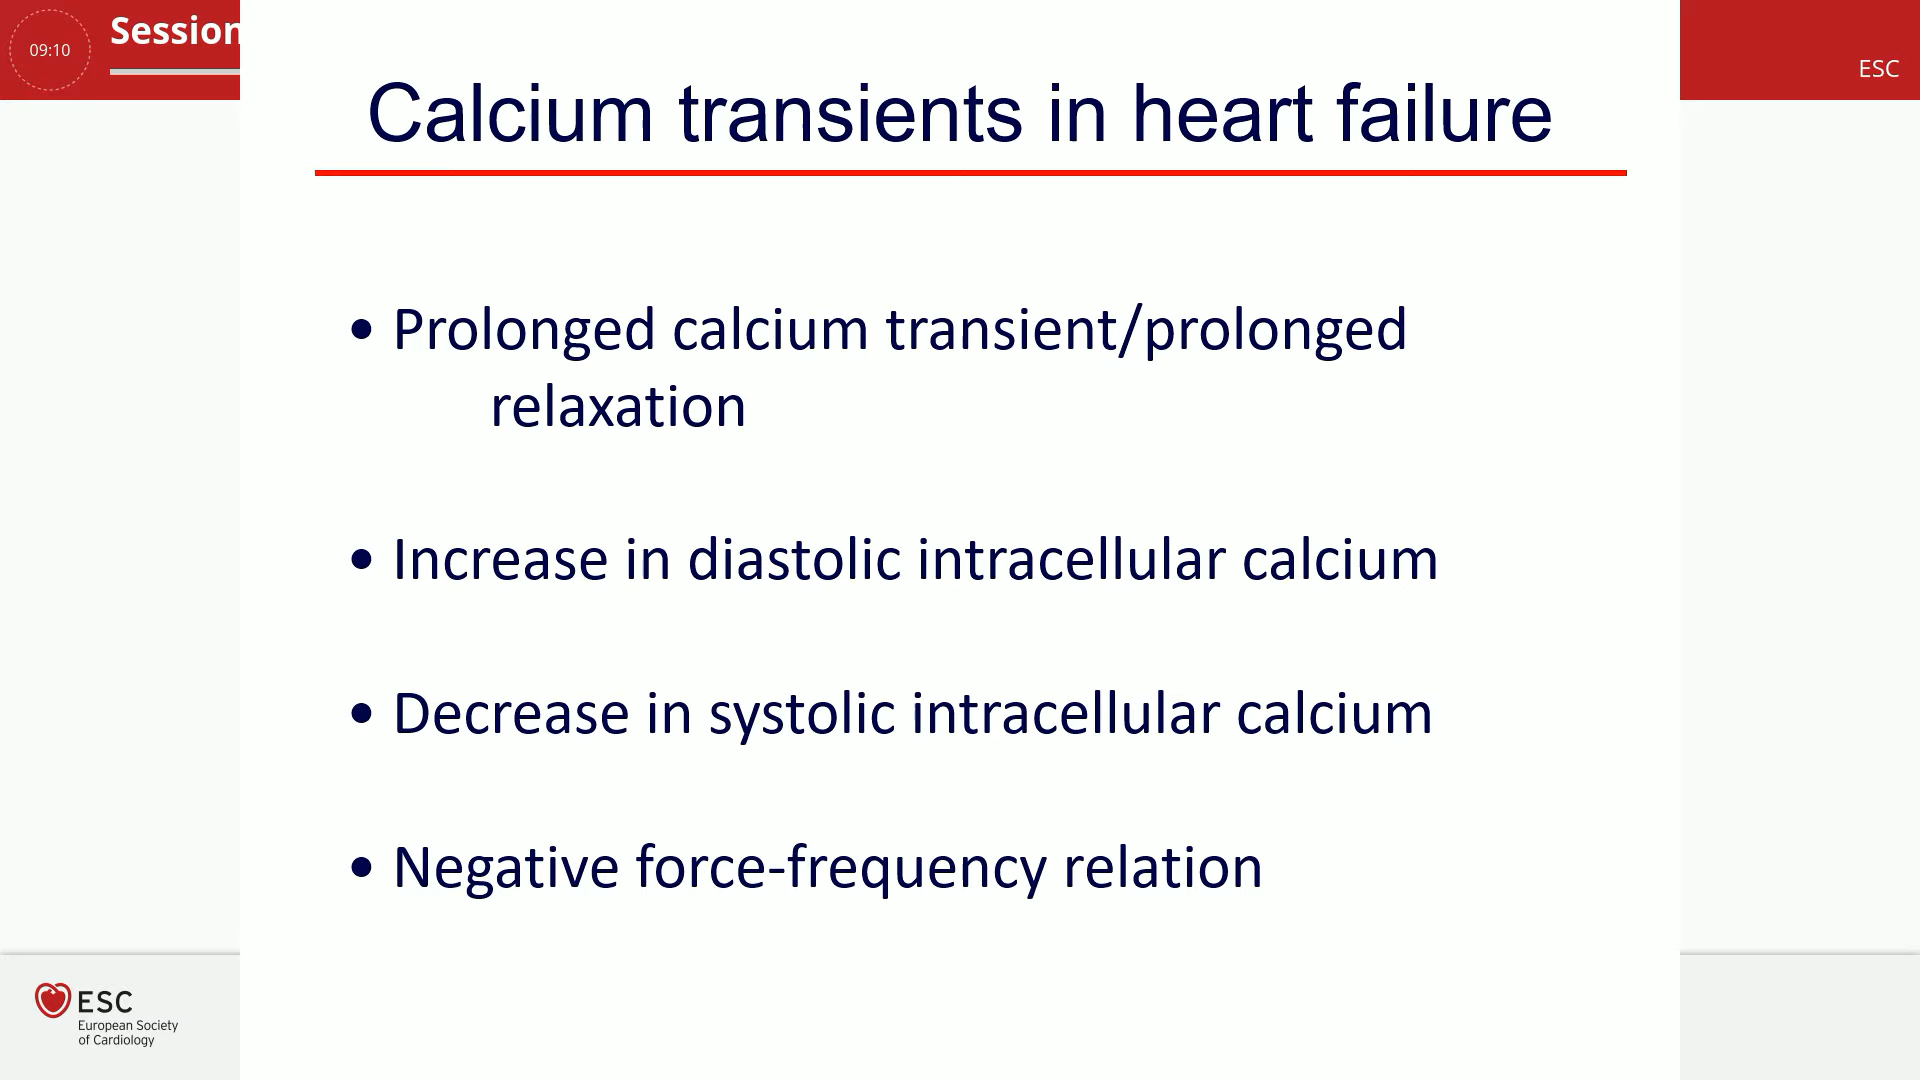 09:10
Session
ESC
Calcium transients in heart failure
• Prolonged calcium transient/prolonged
relaxation
• Increase in diastolic intracellular calcium
• Decrease in systolic intracellular calcium
• Negative force-frequency relation
ESC
European Society
of Cardiology